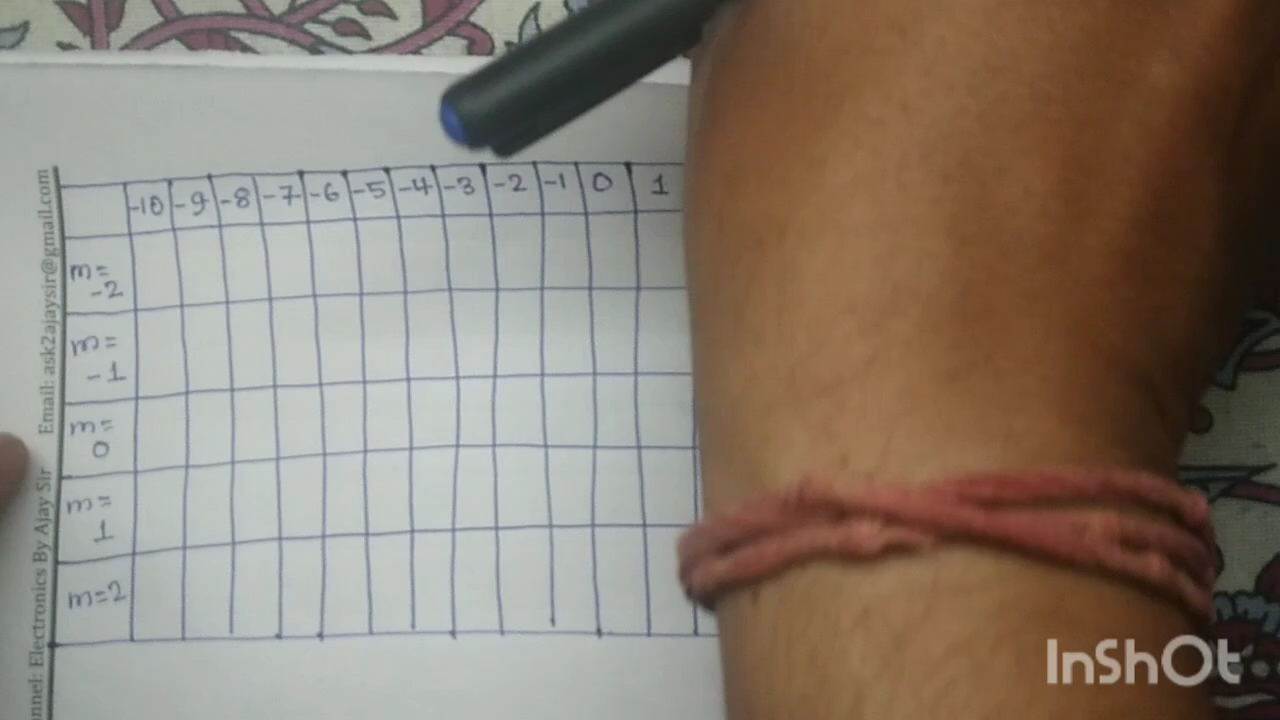 -10 -9 -8 -7 -6 -5 -4 -3 -2 -1 0 1
m=
-2
m=
-1
m=
0
m=
1
m=2
nnel: Electronics By Ajay Sir Email: ask2ajaysir@gmail.com
InShOt